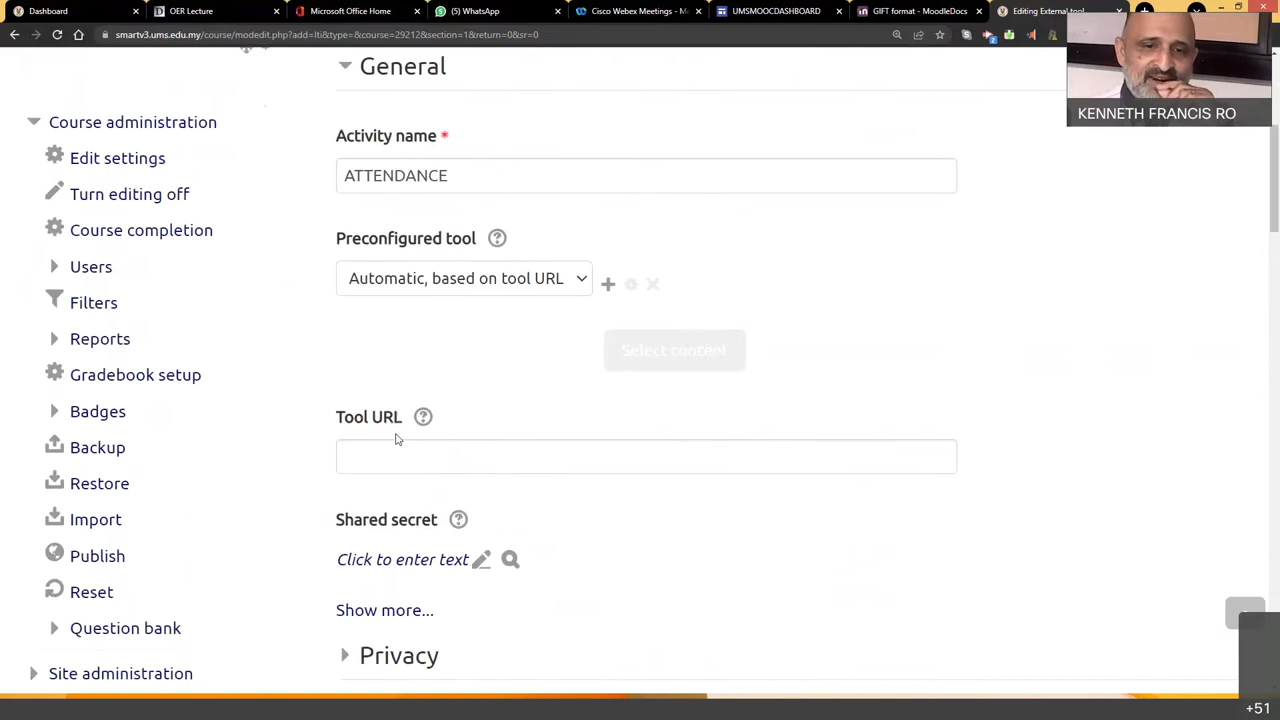 Dashboard
OER Lecture
Microsoft Office Home
(5) WhatsApp
Cisco Webex Meetings - Me
UMSMOOCDASHBOARD
GIFT format - MoodleDocs
Editing External tool
smartv3.ums.edu.my/course/modedit.php?add=lti&type=&course=29212&section=1&return=0&sr=0
KENNETH FRANCIS RO
Course administration
Edit settings
Turn editing off
Course completion
Users
Filters
Reports
Gradebook setup
Badges
Backup
Restore
Import
Publish
Reset
Question bank
Site administration
General
Activity name *
ATTENDANCE
Preconfigured tool
Automatic, based on tool URL
Select content
Tool URL
Shared secret
Click to enter text
Show more...
Privacy
+51